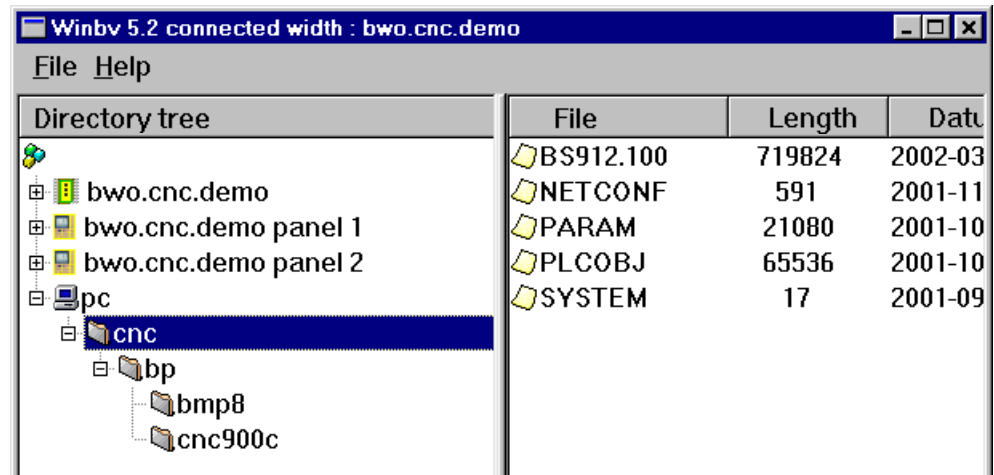 Winbv 5.2 connected width : bwo.cnc.demo
File Help
Directory tree
File Length Datu
bwo.cnc.demo
bwo.cnc.demo panel 1
bwo.cnc.demo panel 2
pc
cnc
bp
bmp8
cnc900c
BS912.100 719824 2002-03
NETCONF 591 2001-11
PARAM 21080 2001-10
PLCOBJ 65536 2001-10
SYSTEM 17 2001-09